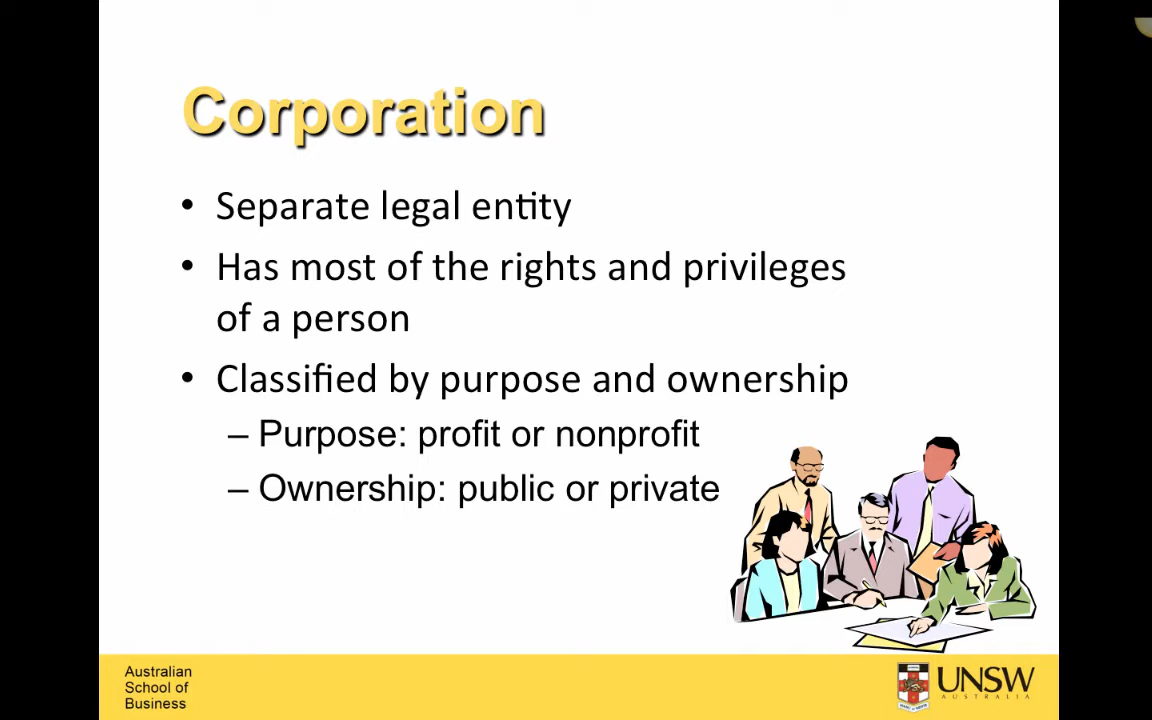 Corporation
• Separate legal entity
• Has most of the rights and privileges
of a person
• Classified by purpose and ownership
– Purpose: profit or nonprofit
– Ownership: public or private
Australian
School of
Business
UNSW
AUSTRALIA